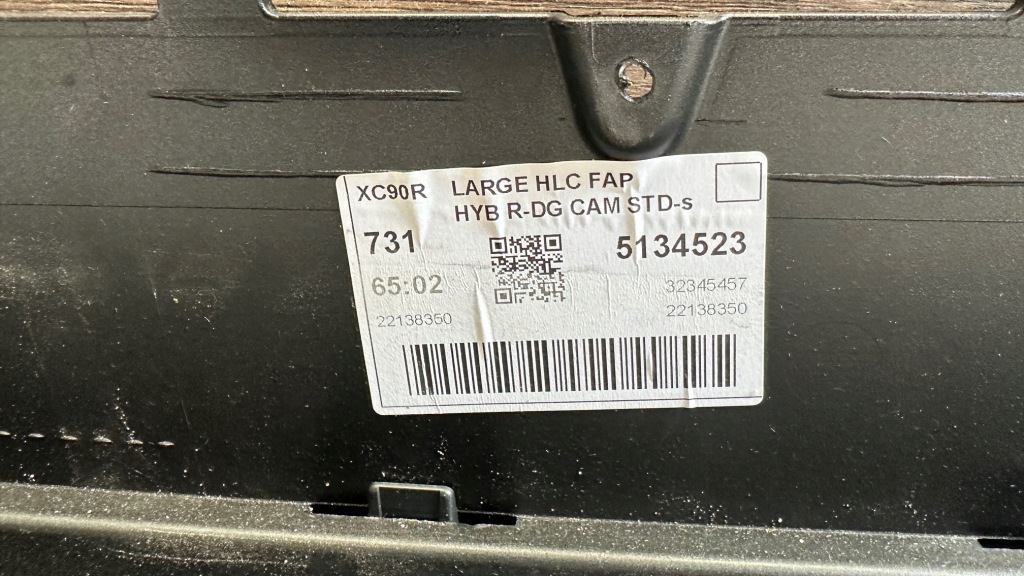 XC90R LARGE HLC FAP
HYB R-DG CAM STD-s
731 5134523
65:02 32345457
22138350 22138350